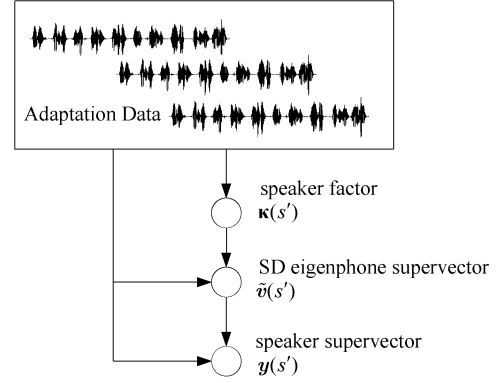 Adaptation Data
speaker factor
κ(s′)
SD eigenphone supervector
ṽ(s′)
speaker supervector
y(s′)